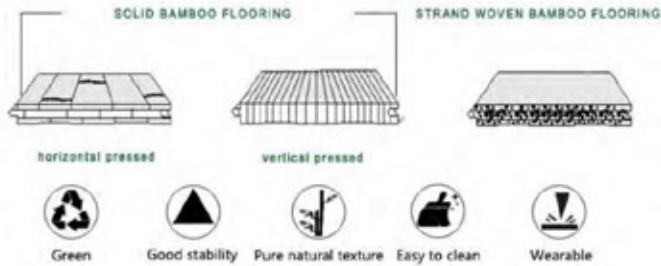 SOLID BAMBOO FLOORING
STRAND WOVEN BAMBOO FLOORING
horizontal pressed
vertical pressed
Green
Good stability
Pure natural texture
Easy to clean
Wearable